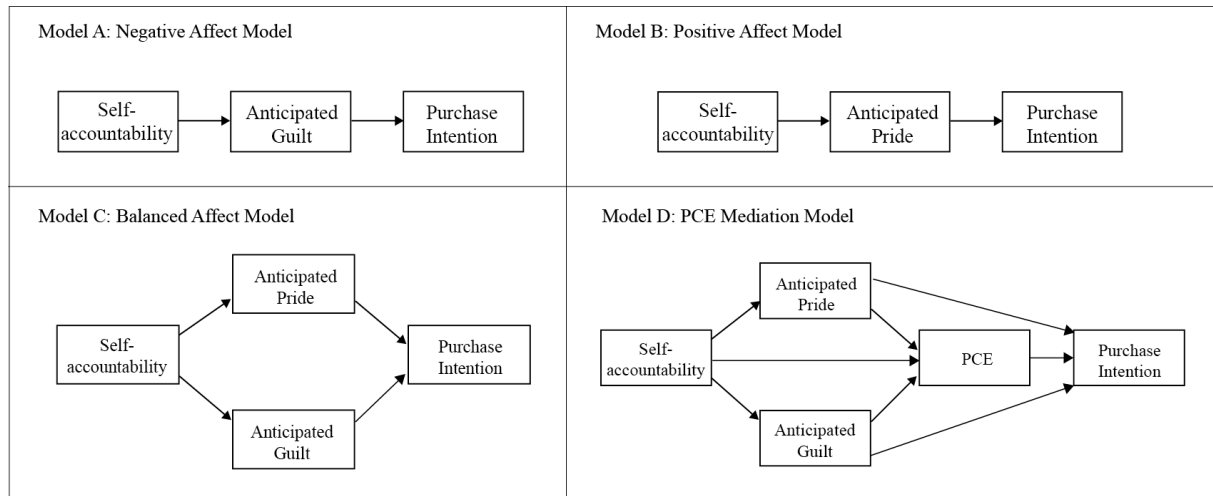 Model A: Negative Affect Model
Self-
accountability
Anticipated
Guilt
Purchase
Intention
Model B: Positive Affect Model
Self-
accountability
Anticipated
Pride
Purchase
Intention
Model C: Balanced Affect Model
Anticipated
Pride
Self-
accountability
Purchase
Intention
Anticipated
Guilt
Model D: PCE Mediation Model
Anticipated
Pride
Self-
accountability
PCE
Purchase
Intention
Anticipated
Guilt